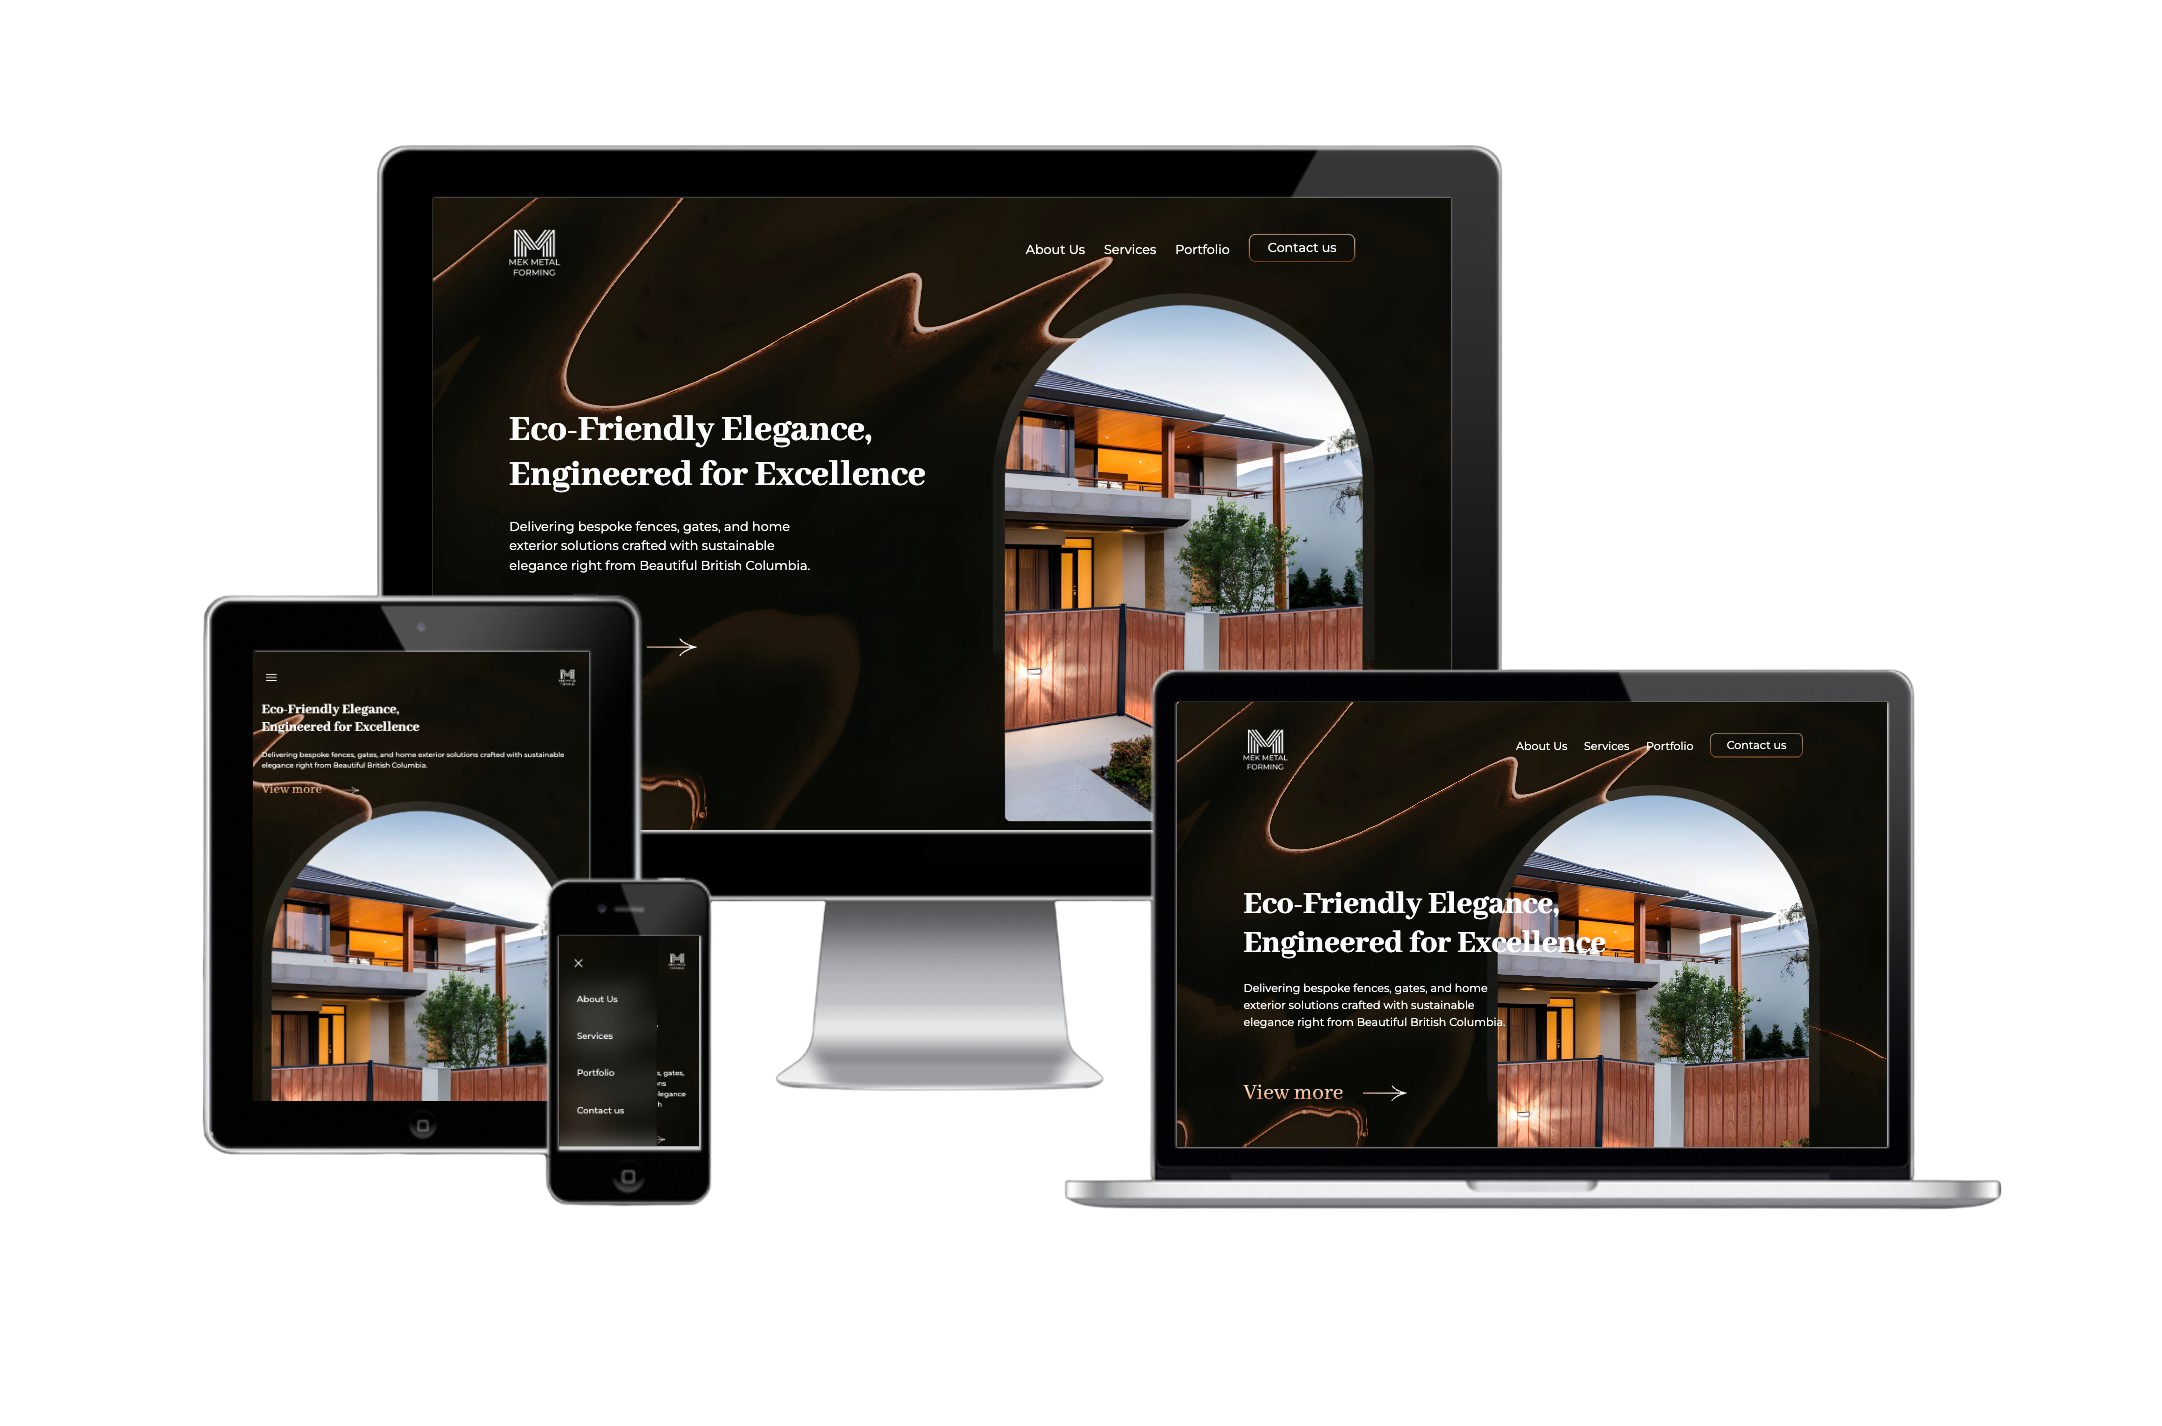 MEK METAL
FORMING
About Us Services Portfolio Contact us
Eco-Friendly Elegance,
Engineered for Excellence
Delivering bespoke fences, gates, and home
exterior solutions crafted with sustainable
elegance right from Beautiful British Columbia.
Eco-Friendly Elegance,
Engineered for Excellence
Delivering bespoke fences, gates, and home exterior solutions crafted with sustainable
elegance right from Beautiful British Columbia.
View more
About Us
Services
Portfolio
Contact us
gates,
elegance
MEK METAL
FORMING
About Us Services Portfolio Contact us
Eco-Friendly Elegance,
Engineered for Excellence
Delivering bespoke fences, gates, and home
exterior solutions crafted with sustainable
elegance right from Beautiful British Columbia.
View more